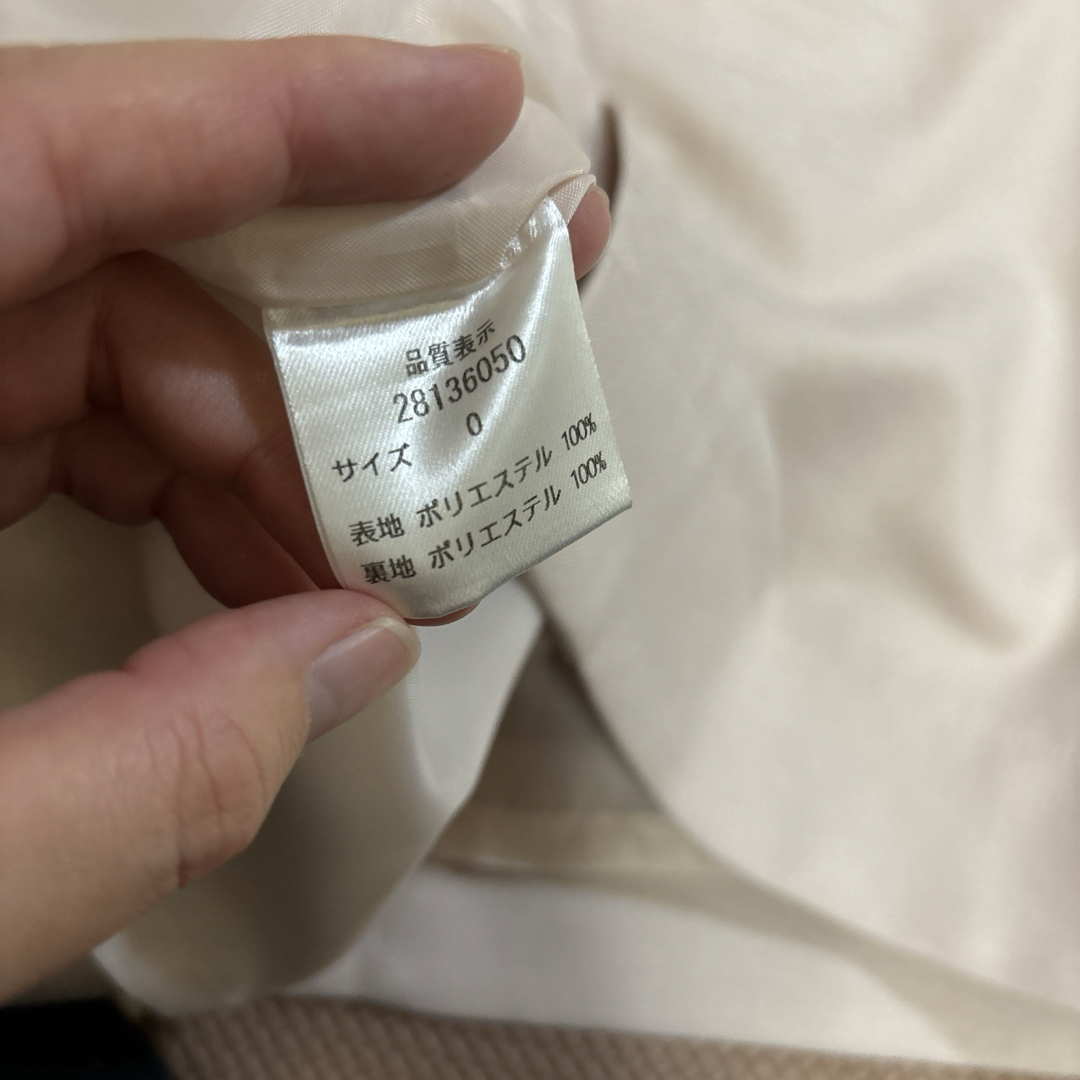 品質表示
28136050
サイズ 0
表地 ポリエステル 100%
裏地 ポリエステル 100%